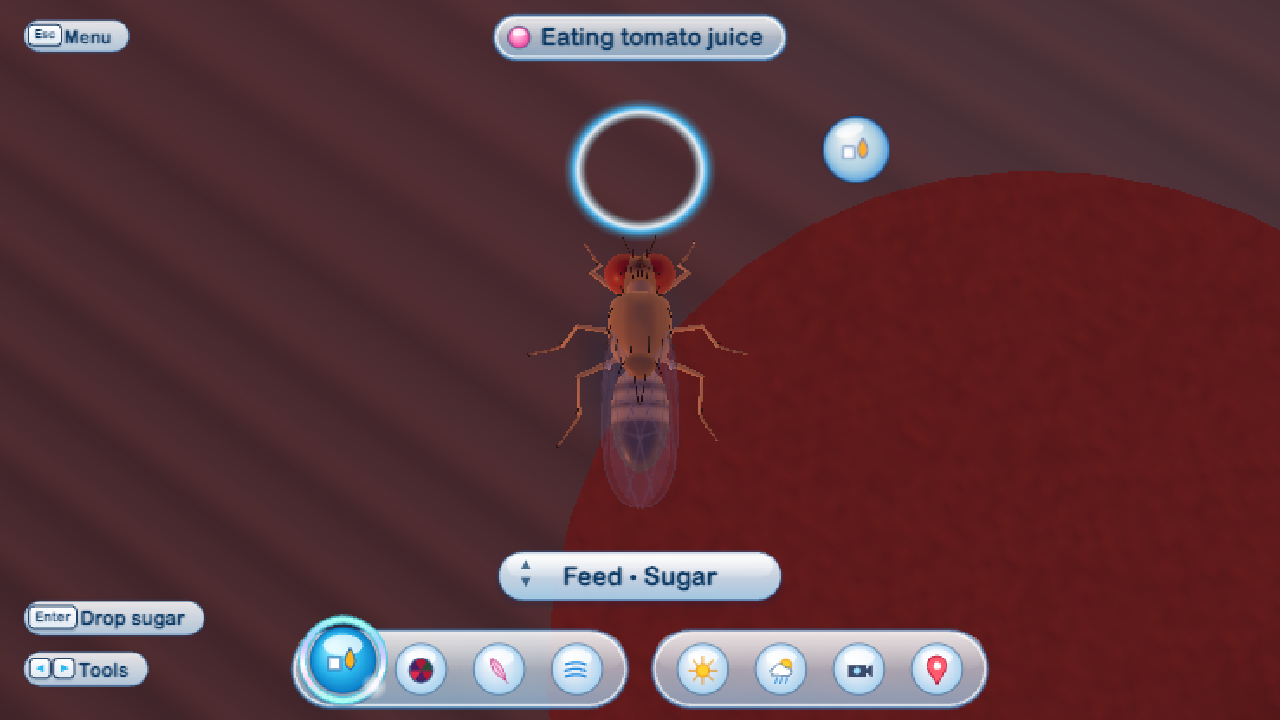 Esc Menu
Eating tomato juice
Feed • Sugar
Enter Drop sugar
Tools